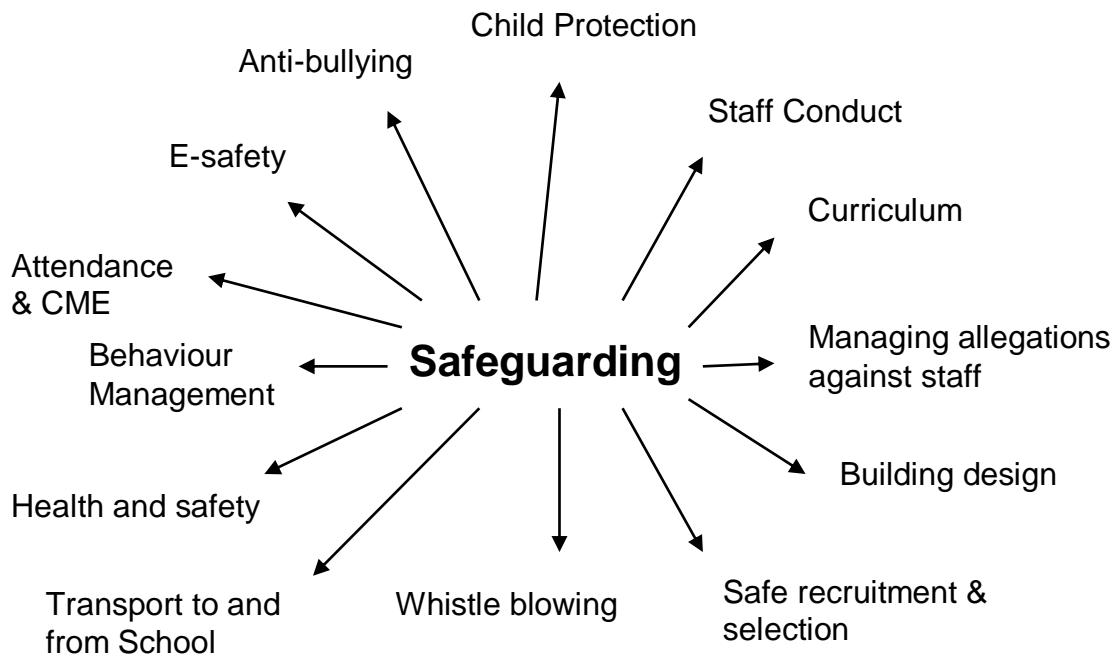 Child Protection
Anti-bullying
Staff Conduct
E-safety
Curriculum
Attendance
& CME
Safeguarding
Managing allegations
against staff
Behaviour
Management
Building design
Health and safety
Transport to and
from School
Whistle blowing
Safe recruitment &
selection